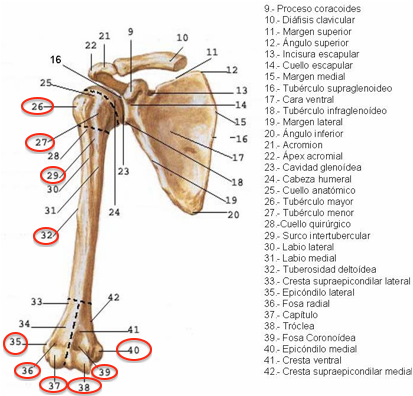 9.- Proceso coracoides
10.- Diáfisis clavicular
11.- Margen superior
12.- Ángulo superior
13.- Incisura escapular
14.- Cuello escapular
15.- Margen medial
16.- Tubérculo supraglenoideo
17.- Cara ventral
18.- Tubérculo infraglenoídeo
19.- Margen lateral
20.- Ángulo inferior
21.- Acromion
22.- Ápex acromial
23.- Cavidad glenoídea
24.- Cabeza humeral
25.- Cuello anatómico
26.- Tubérculo mayor
27.- Tubérculo menor
28.-Cuello quirúrgico
29.- Surco intertubercular
30.- Labio lateral
31.- Labio medial
32.- Tuberosidad deltoídea
33.- Cresta supraepicondilar lateral
35.- Epicóndilo lateral
36.- Fosa radial
37.- Capítulo
38.- Tróclea
39.- Fosa Coronoídea
40.- Epicóndilo medial
41.- Cresta ventral
42.- Cresta supraepicondilar medial
9
21
10
22
11
16
12
25
13
26
14
15
27
16
28
17
29
23
18
30
19
31
24
20
32
33
42
34
41
35
40
36
39
37
38